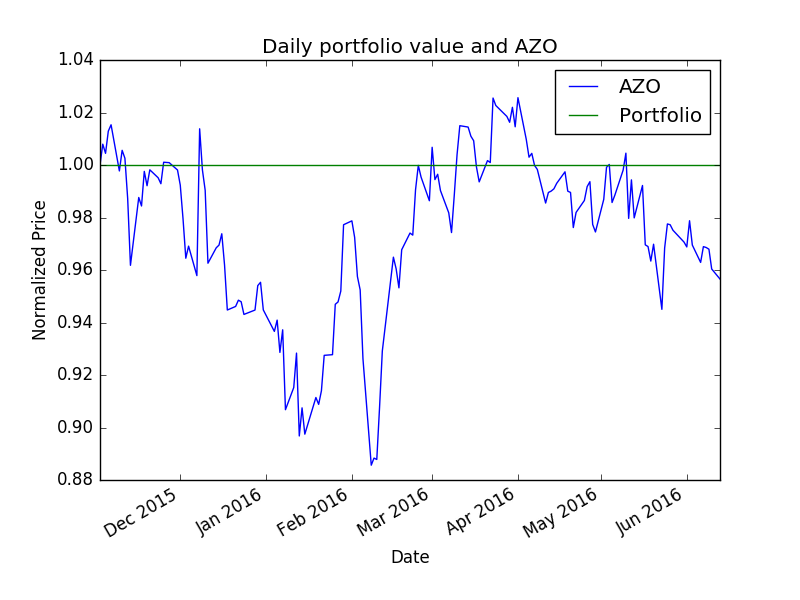 Daily portfolio value and AZO
1.04
1.02
1.00
0.98
0.96
0.94
0.92
0.90
0.88
Normalized Price
AZO
Portfolio
Dec 2015
Jan 2016
Feb 2016
Mar 2016
Apr 2016
May 2016
Jun 2016
Date